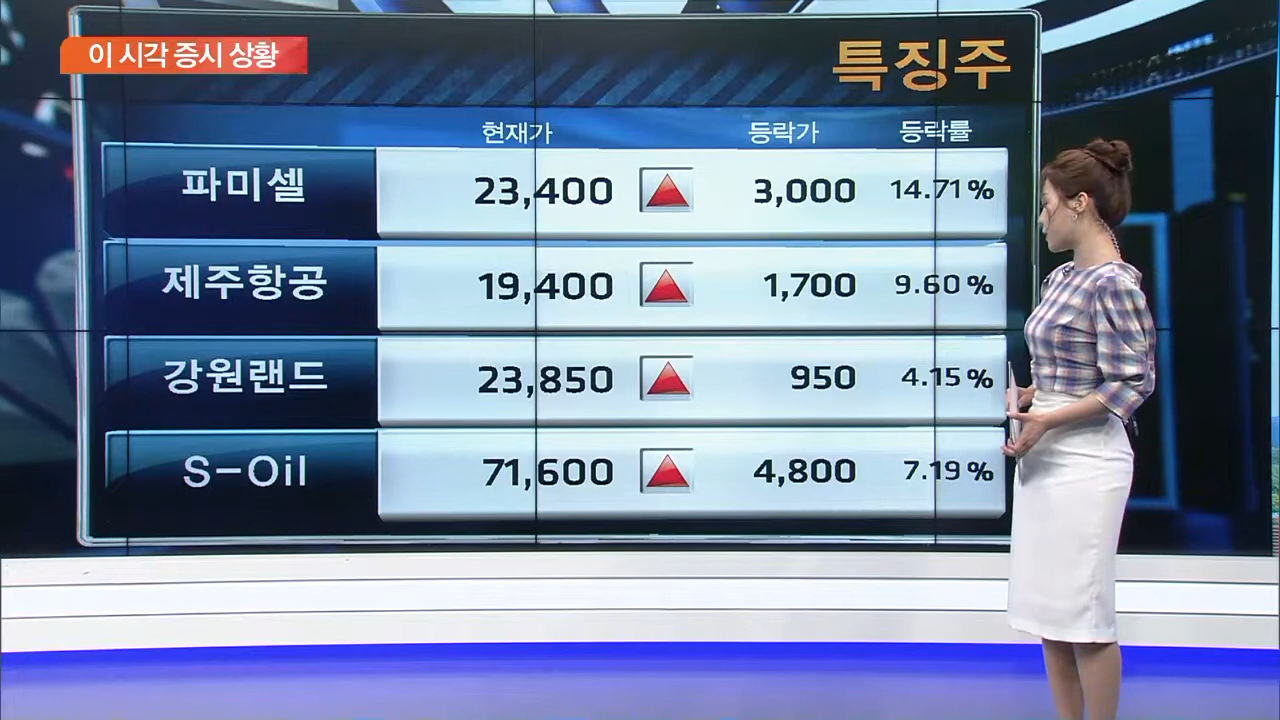 이 시각 증시 상황
특징주
현재가 등락가 등락률
파미셀 23,400 ▲ 3,000 14.71%
제주항공 19,400 ▲ 1,700 9.60%
강원랜드 23,850 ▲ 950 4.15%
S-Oil 71,600 ▲ 4,800 7.19%